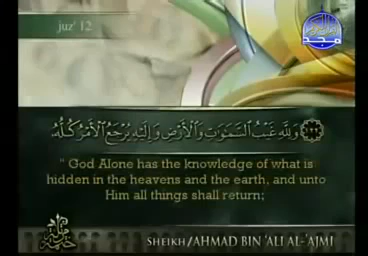 juz' 12
وَلِلَّهِ غَيْبُ السَّمَوَتِ وَالْأَرْضِ وَإِلَيْهِ يُرْجَعُ الْأَمْرُ كُلُّهُ
" God Alone has the knowledge of what is
hidden in the heavens and the earth, and unto
Him all things shall return;
SHEIKH/AHMAD BIN 'ALI AL-'AJMI